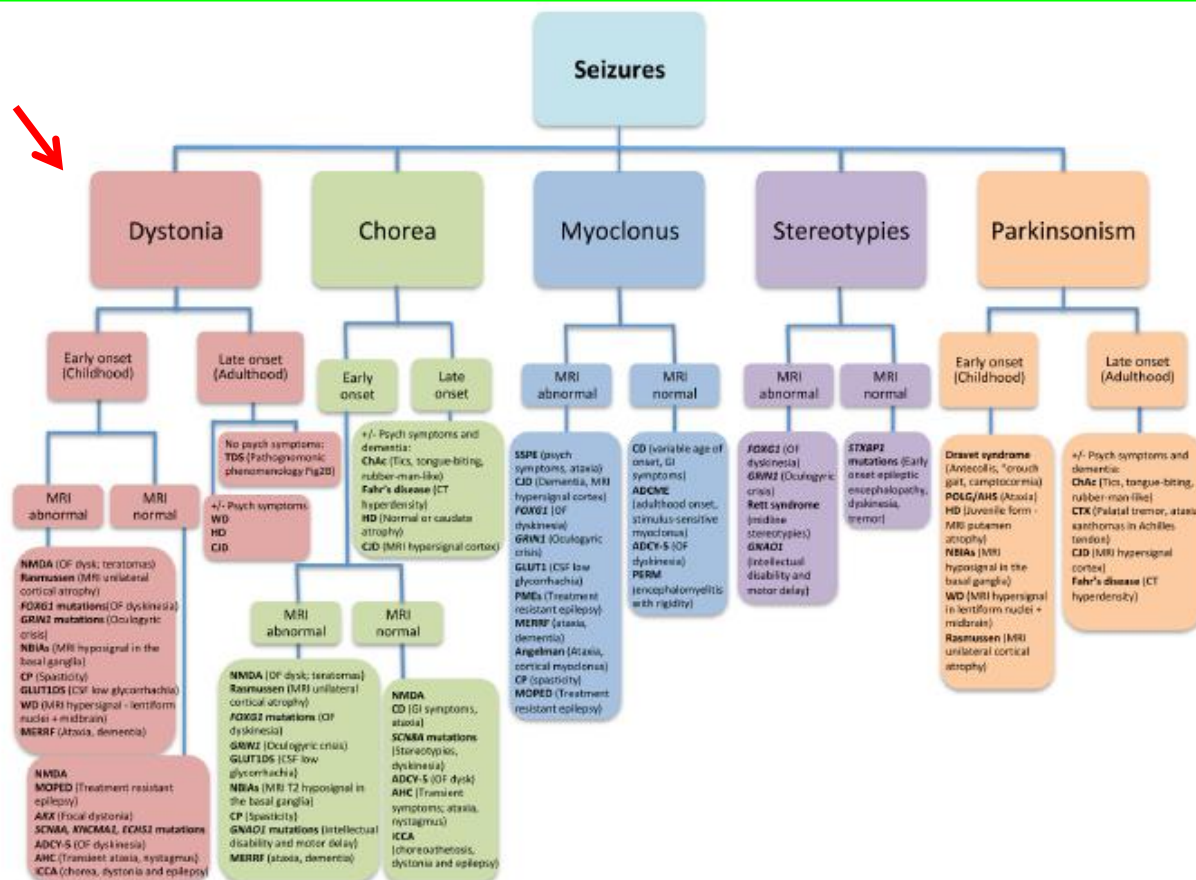 Seizures
Dystonia
Chorea
Myoclonus
Stereotypies
Parkinsonism
Early onset
(Childhood)
Late onset
(Adulthood)
MRI
abnormal
MRI
normal
No psych symptoms:
TDS (Pathognomonic
phenomenology Fig2B)
+/- Psych symptoms
WD
HD
CJD
NMDA (OF dysk; teratomas)
Rasmussen (MRI unilateral
cortical atrophy)
FOXG1 mutations(OF dyskinesia)
GRIN1 mutations (Oculogyric
crisis)
NBIAs (MRI hyposignal in the
basal ganglia)
CP (Spasticity)
GLUT1DS (CSF low glycorrhachia)
WD (MRI hypersignal - lentiform
nuclei + midbrain)
MERRF (Ataxia, dementia)
NMDA
MOPED (Treatment resistant
epilepsy)
ARX (Focal dystonia)
SCN8A, KNCMA1, ECHS1 mutations
ADCY-5 (OF dyskinesia)
AHC (Transient ataxia, nystagmus)
ICCA (chorea, dystonia and epilepsy)
Early
onset
Late
onset
+/- Psych symptoms and
dementia:
ChAc (Tics, tongue-biting,
rubber-man-like)
Fahr's disease (CT
hyperdensity)
HD (Normal or caudate
atrophy)
CJD (MRI hypersignal cortex)
MRI
abnormal
MRI
normal
NMDA (OF dysk; teratomas)
Rasmussen (MRI unilateral
cortical atrophy)
FOXG1 mutations (OF
dyskinesia)
GRIN1 (Oculogyric crisis)
GLUT1DS (CSF low
glycorrhachia)
NBIAs (MRI T2 hyposignal in
the basal ganglia)
CP (Spasticity)
GNAO1 mutations (Intellectual
disability and motor delay)
MERRF (ataxia, dementia)
NMDA
CD (GI symptoms,
ataxia)
SCN8A mutations
(Stereotypies,
dyskinesia)
ADCY-5 (OF dysk)
AHC (Transient
symptoms; ataxia,
nystagmus)
ICCA
(choreoathetosis,
dystonia and epilepsy)
MRI
abnormal
MRI
normal
SSPE (psych
symptoms, ataxia)
CJD (Dementia, MRI
hypersignal cortex)
FOXG1 (OF
dyskinesia)
GRIN1 (Oculogyric
crisis)
GLUT1 (CSF low
glycorrhachia)
PMEs (Treatment
resistant epilepsy)
MERRF (ataxia,
dementia)
Angelman (Ataxia,
cortical myoclonus)
CP (spasticity)
MOPED (Treatment
resistant epilepsy)
CD (variable age of
onset, GI
symptoms)
ADCME
(adulthood onset,
stimulus-sensitive
myoclonus)
ADCY-5 (OF
dyskinesia)
PERM
(encephalomyelitis
with rigidity)
MRI
abnormal
MRI
normal
FOXG1 (OF
dyskinesia)
GRIN1 (Oculogyric
crisis)
Rett syndrome
(midline
stereotypies)
GNAO1
(Intellectual
disability and
motor delay)
STXBP1
mutations (Early
onset epileptic
encephalopathy,
dyskinesia,
tremor)
Early onset
(Childhood)
Late onset
(Adulthood)
Dravet syndrome
(Antecollis, "crouch
gait, camptocormia)
POLG/AHS (Ataxia)
HD (Juvenile form -
MRI putamen
atrophy)
NBIAs (MRI
hyposignal in the
basal ganglia)
WD (MRI hypersignal
in lentiform nuclei +
midbrain)
Rasmussen (MRI
unilateral cortical
atrophy)
+/- Psych symptoms and
dementia:
ChAc (Tics, tongue-biting,
rubber-man-like)
CTX (Palatal tremor, ataxia
xanthomas in Achilles
tendon)
CJD (MRI hypersignal
cortex)
Fahr's disease (CT
hyperdensity)